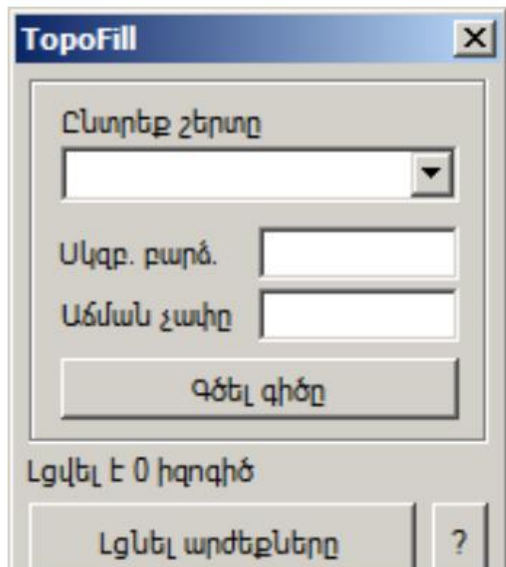 TopoFill
Ընտրեք շերտը
Սկզբ. բարձ.
Աճման չափը
Գծել գիծը
Լցվել է 0 իզոգիծ
Լցնել արժեքները
?